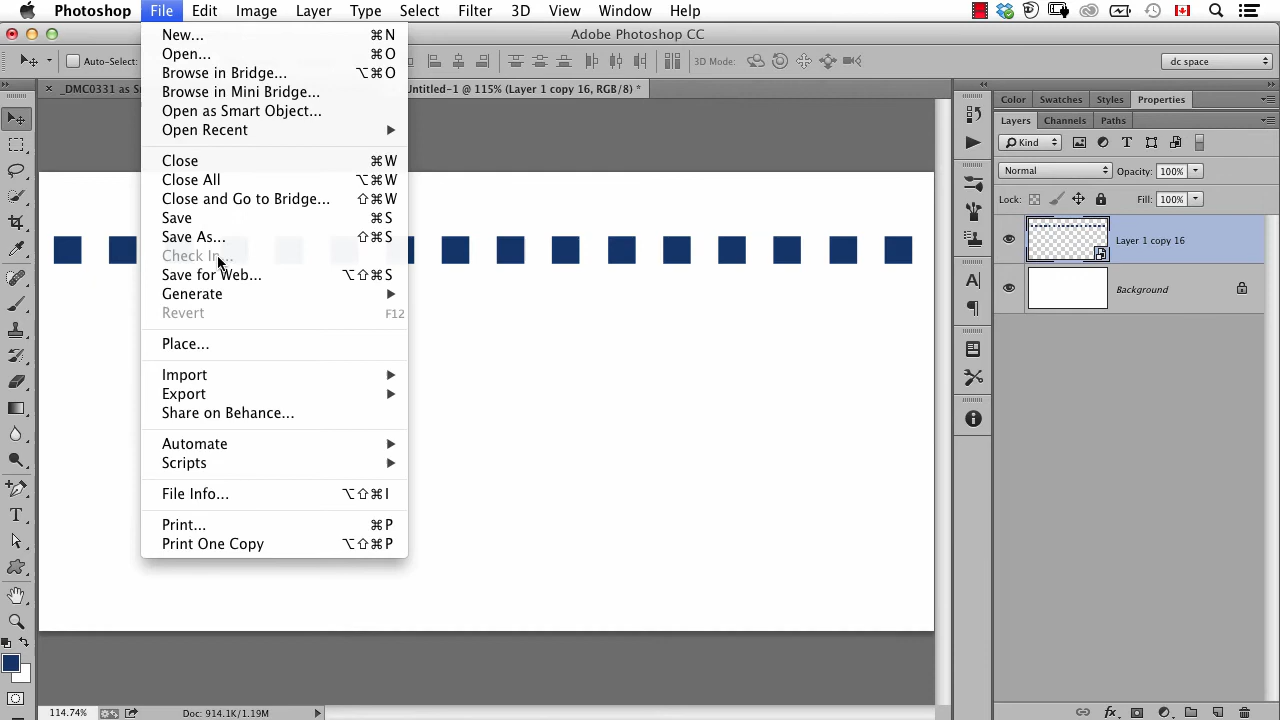 Photoshop File Edit Image Layer Type Select Filter 3D View Window Help
Adobe Photoshop CC
Auto-Select:
3D Mode:
dc space
_DMC0331 as S
Untitled-1 @ 115% (Layer 1 copy 16, RGB/8) *
New... ⌘N
Open... ⌘O
Browse in Bridge... ⌥⌘O
Browse in Mini Bridge...
Open as Smart Object...
Open Recent
Close ⌘W
Close All ⌥⌘W
Close and Go to Bridge... ⇧⌘W
Save ⌘S
Save As... ⇧⌘S
Check In...
Save for Web... ⌥⇧⌘S
Generate
Revert F12
Place...
Import
Export
Share on Behance...
Automate
Scripts
File Info... ⌥⇧⌘I
Print... ⌘P
Print One Copy ⌥⇧⌘P
Color Swatches Styles Properties
Layers Channels Paths
Kind
Normal Opacity: 100%
Lock: Fill: 100%
Layer 1 copy 16
Background
114.74% Doc: 914.1K/1.19M